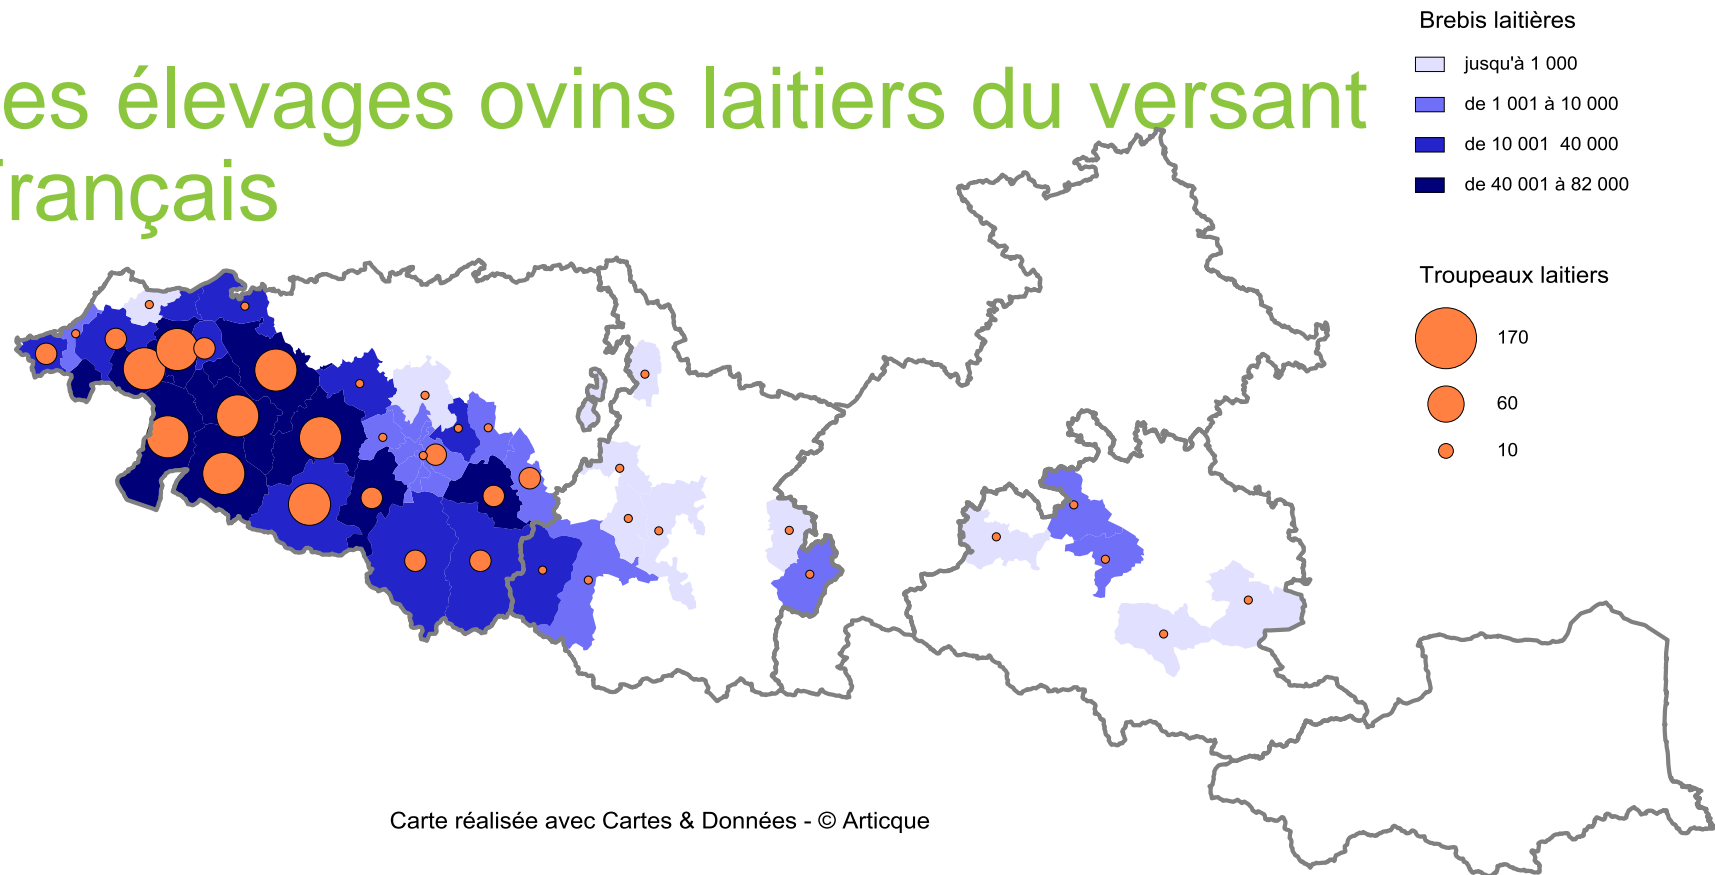 es élevages ovins laitiers du versant
français
Brebis laitières
jusqu'à 1 000
de 1 001 à 10 000
de 10 001 40 000
de 40 001 à 82 000
Troupeaux laitiers
170
60
10
Carte réalisée avec Cartes & Données - © Articque